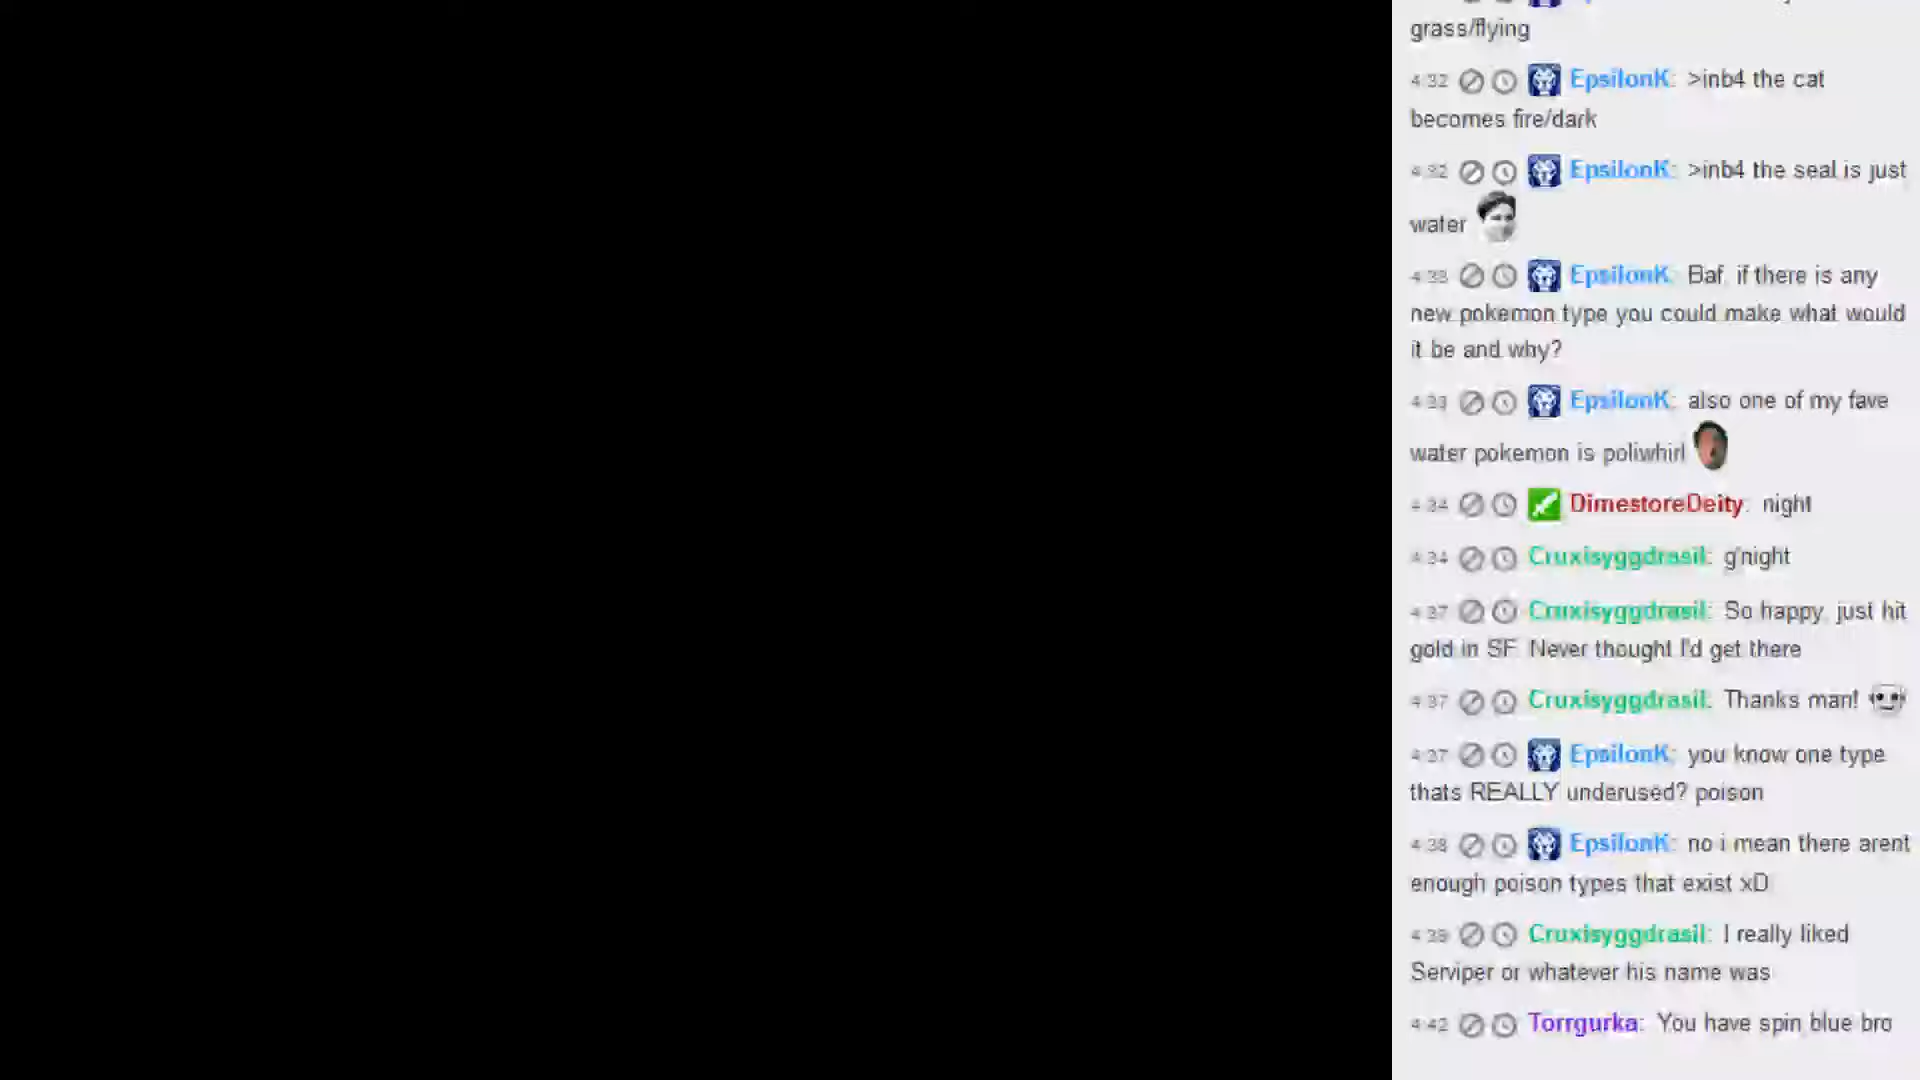 grass/flying
4:32 EpsilonK: >inb4 the cat
becomes fire/dark
4:32 EpsilonK: >inb4 the seal is just
water
4:33 EpsilonK: Baf, if there is any
new pokemon type you could make what would
it be and why?
4:33 EpsilonK: also one of my fave
water pokemon is poliwhirl
4:34 DimestoreDeity: night
4:34 Cruxisyggdrasil: g'night
4:37 Cruxisyggdrasil: So happy, just hit
gold in SF. Never thought I'd get there
4:37 Cruxisyggdrasil: Thanks man!
4:37 EpsilonK: you know one type
thats REALLY underused? poison
4:38 EpsilonK: no i mean there arent
enough poison types that exist xD
4:39 Cruxisyggdrasil: I really liked
Serviper or whatever his name was
4:42 Torrgurka: You have spin blue bro